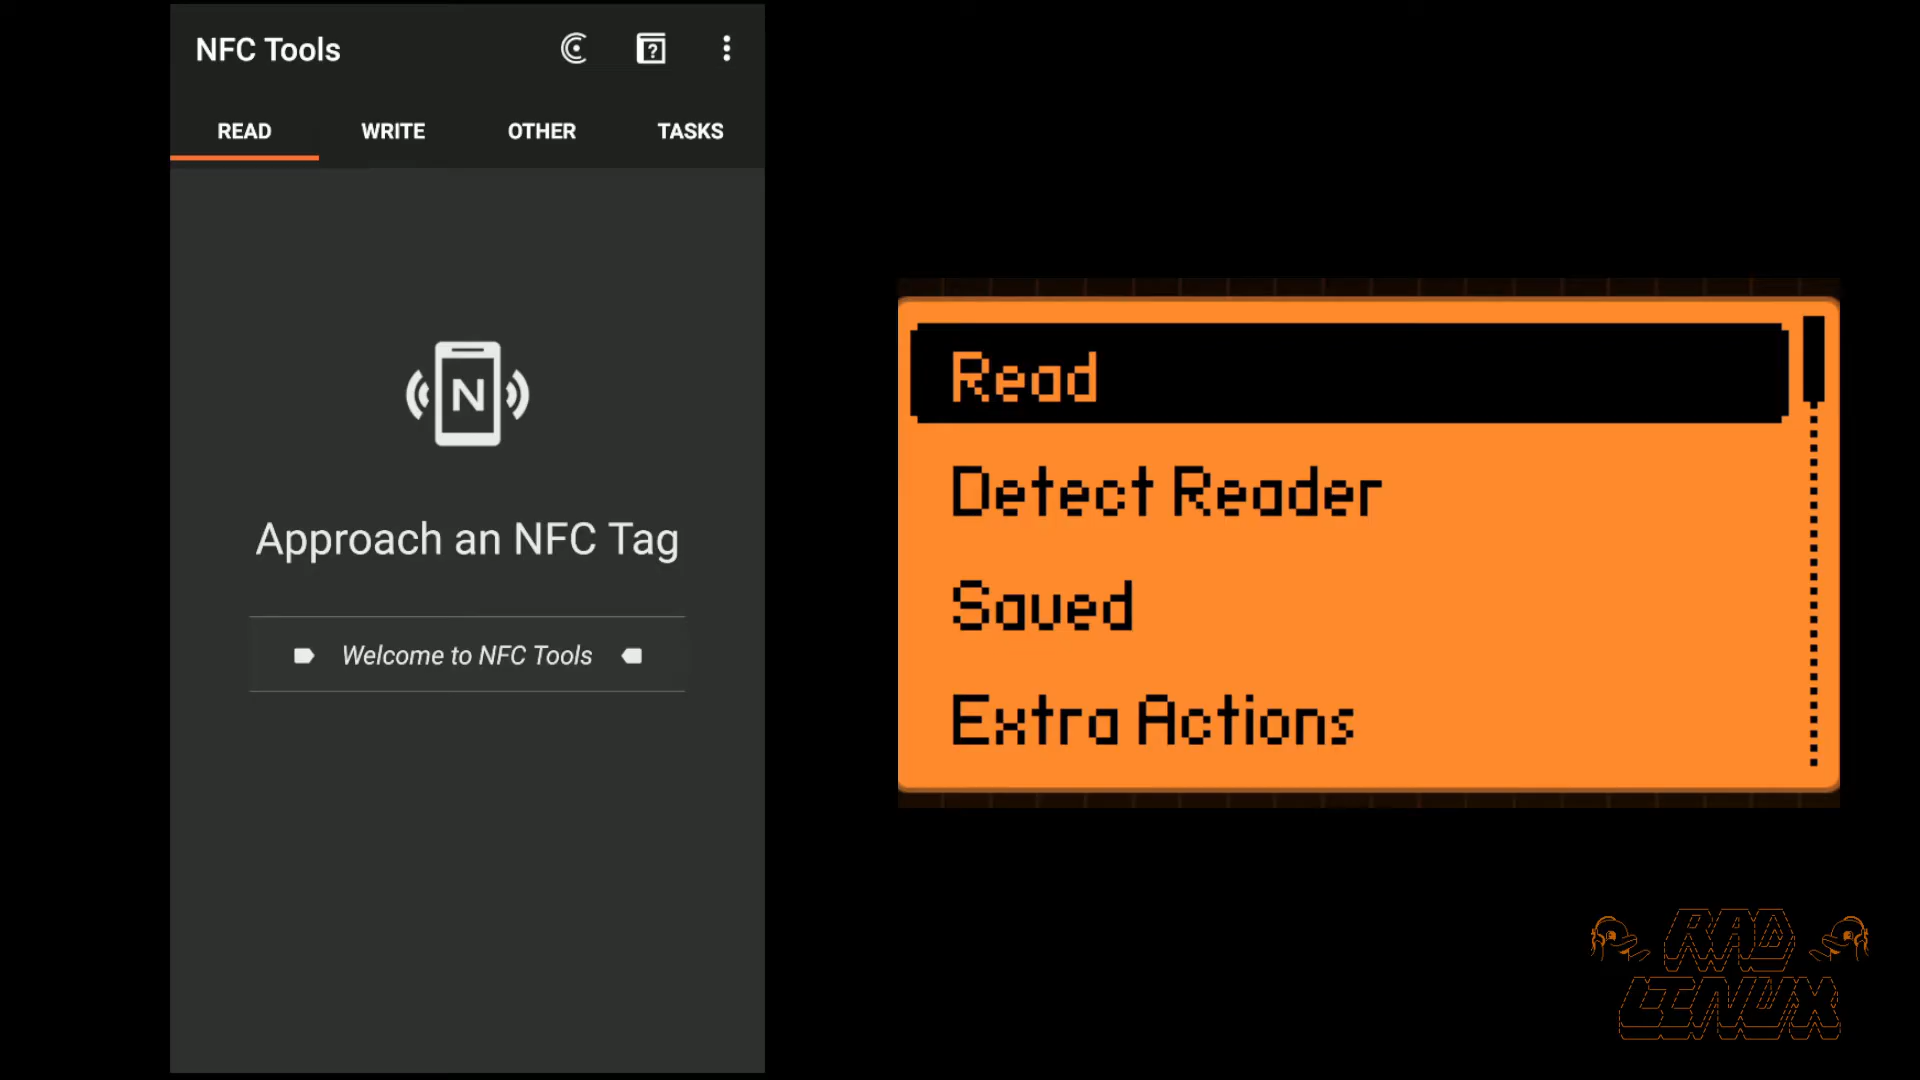 NFC Tools
READ WRITE OTHER TASKS
N
Approach an NFC Tag
Welcome to NFC Tools
Read
Detect Reader
Saved
Extra Actions
RAD
LINUX